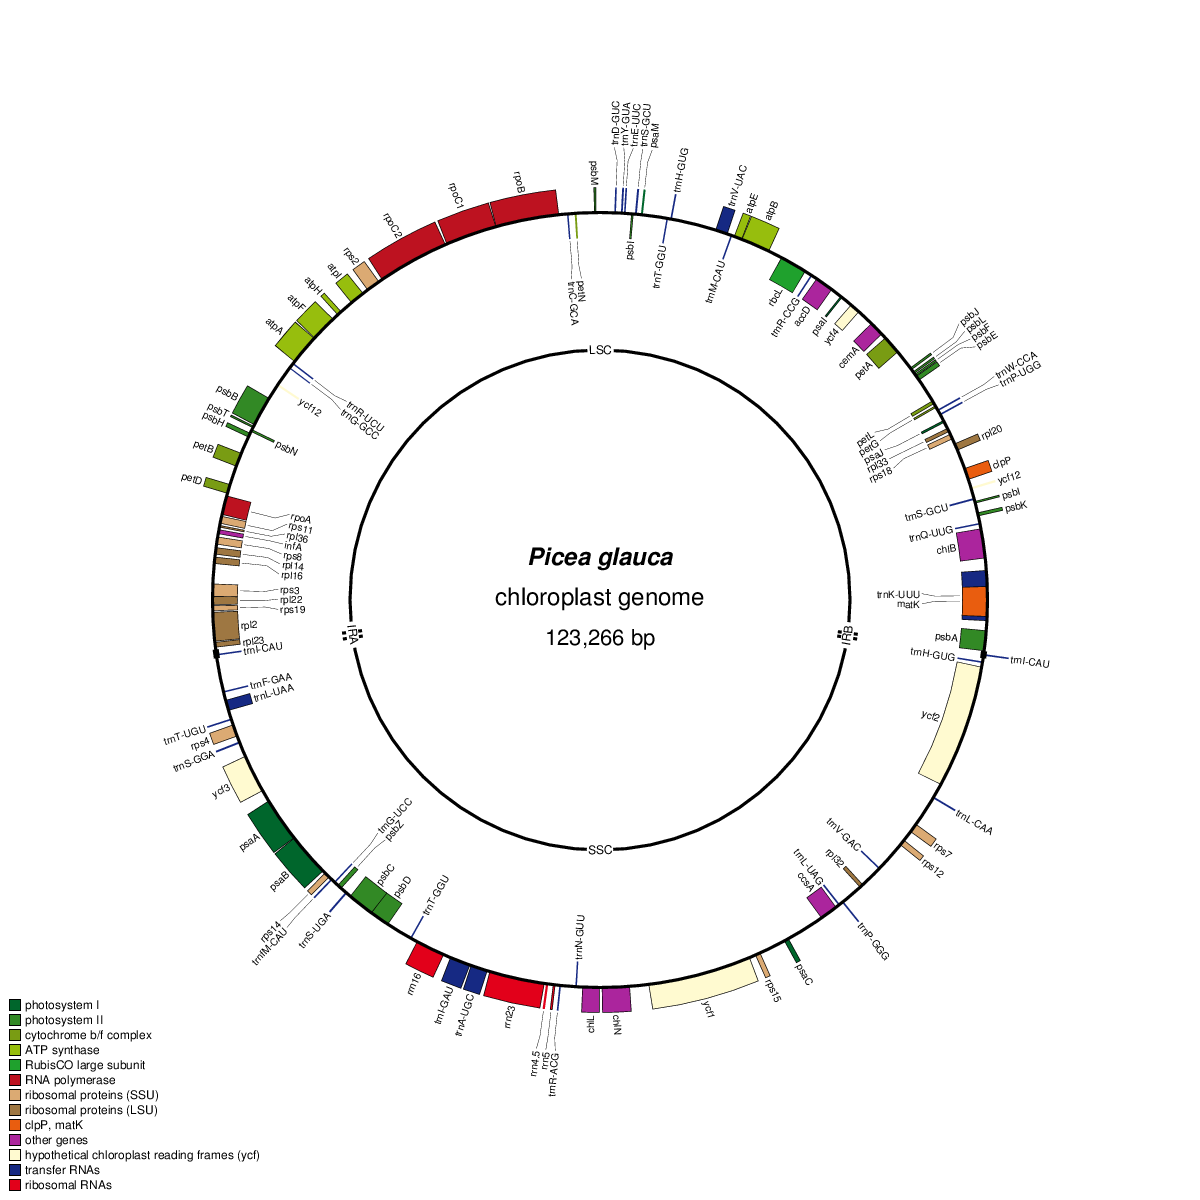 Picea glauca
chloroplast genome
123,266 bp
LSC
IRB
SSC
IRA
psbM
trnD-GUC
trnY-GUA
trnE-UUC
trnS-GCU
psaM
trnH-GUG
trnV-UAC
atpE
atpB
psbI
trnT-GGU
trnM-CAU
rbcL
trnR-CCG
accD
psaI
ycf4
cemA
petA
psbJ
psbL
psbF
psbE
trnW-CCA
trnP-UGG
petL
petG
psaJ
rpl33
rps18
rpl20
clpP
ycf12
psbI
psbK
trnS-GCU
trnQ-UUG
chlB
trnK-UUU
matK
psbA
trnH-GUG
trnI-CAU
ycf2
trnL-CAA
rps7
rps12
trnV-GAC
rpl32
trnL-UAG
ccsA
trnP-GGG
psaC
rps15
ycf1
chlN
chlL
trnN-GUU
trnR-ACG
rrn5
rrn4.5
rrn23
trnA-UGC
trnI-GAU
rrn16
trnT-GGU
psbD
psbC
psbZ
trnG-UCC
trnS-UGA
trnfM-CAU
rps14
psaB
psaA
ycf3
trnS-GGA
rps4
trnT-UGU
trnL-UAA
trnF-GAA
trnI-CAU
rpl23
rpl2
rps19
rpl22
rps3
rpl16
rpl14
rps8
infA
rpl36
rps11
rpoA
petD
petB
psbN
psbH
psbT
psbB
ycf12
trnG-GCC
trnR-UCU
atpA
atpF
atpH
atpI
rps2
rpoC2
rpoC1
rpoB
trnC-GCA
petN
photosystem I
photosystem II
cytochrome b/f complex
ATP synthase
RubisCO large subunit
RNA polymerase
ribosomal proteins (SSU)
ribosomal proteins (LSU)
clpP, matK
other genes
hypothetical chloroplast reading frames (ycf)
transfer RNAs
ribosomal RNAs